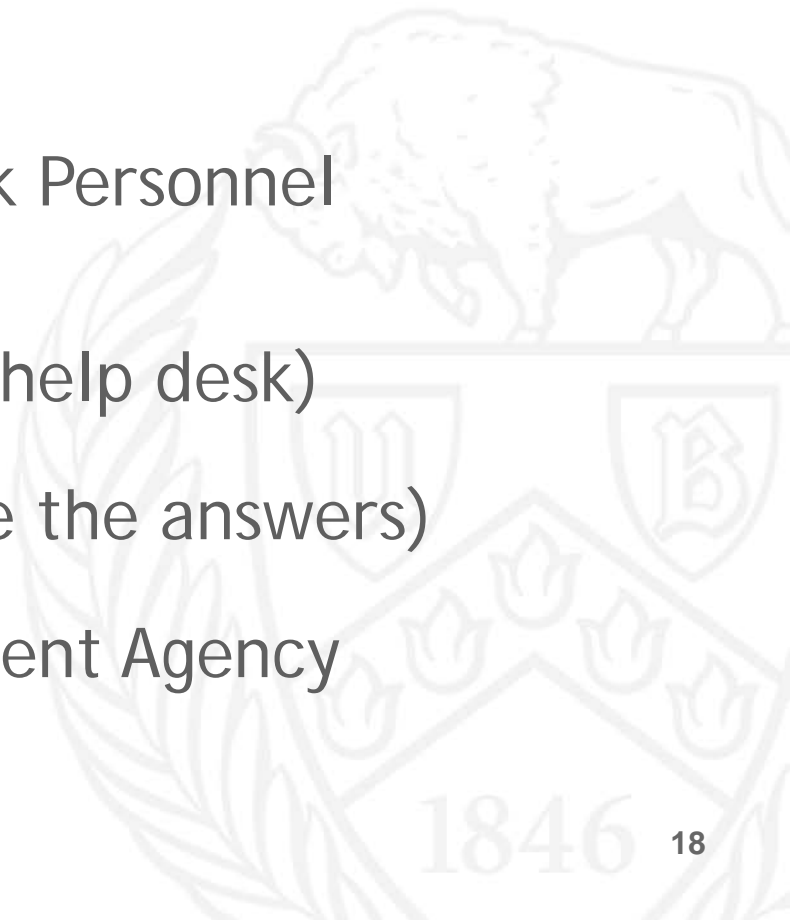 k Personnel
help desk)
e the answers)
ent Agency
U B
1846
18